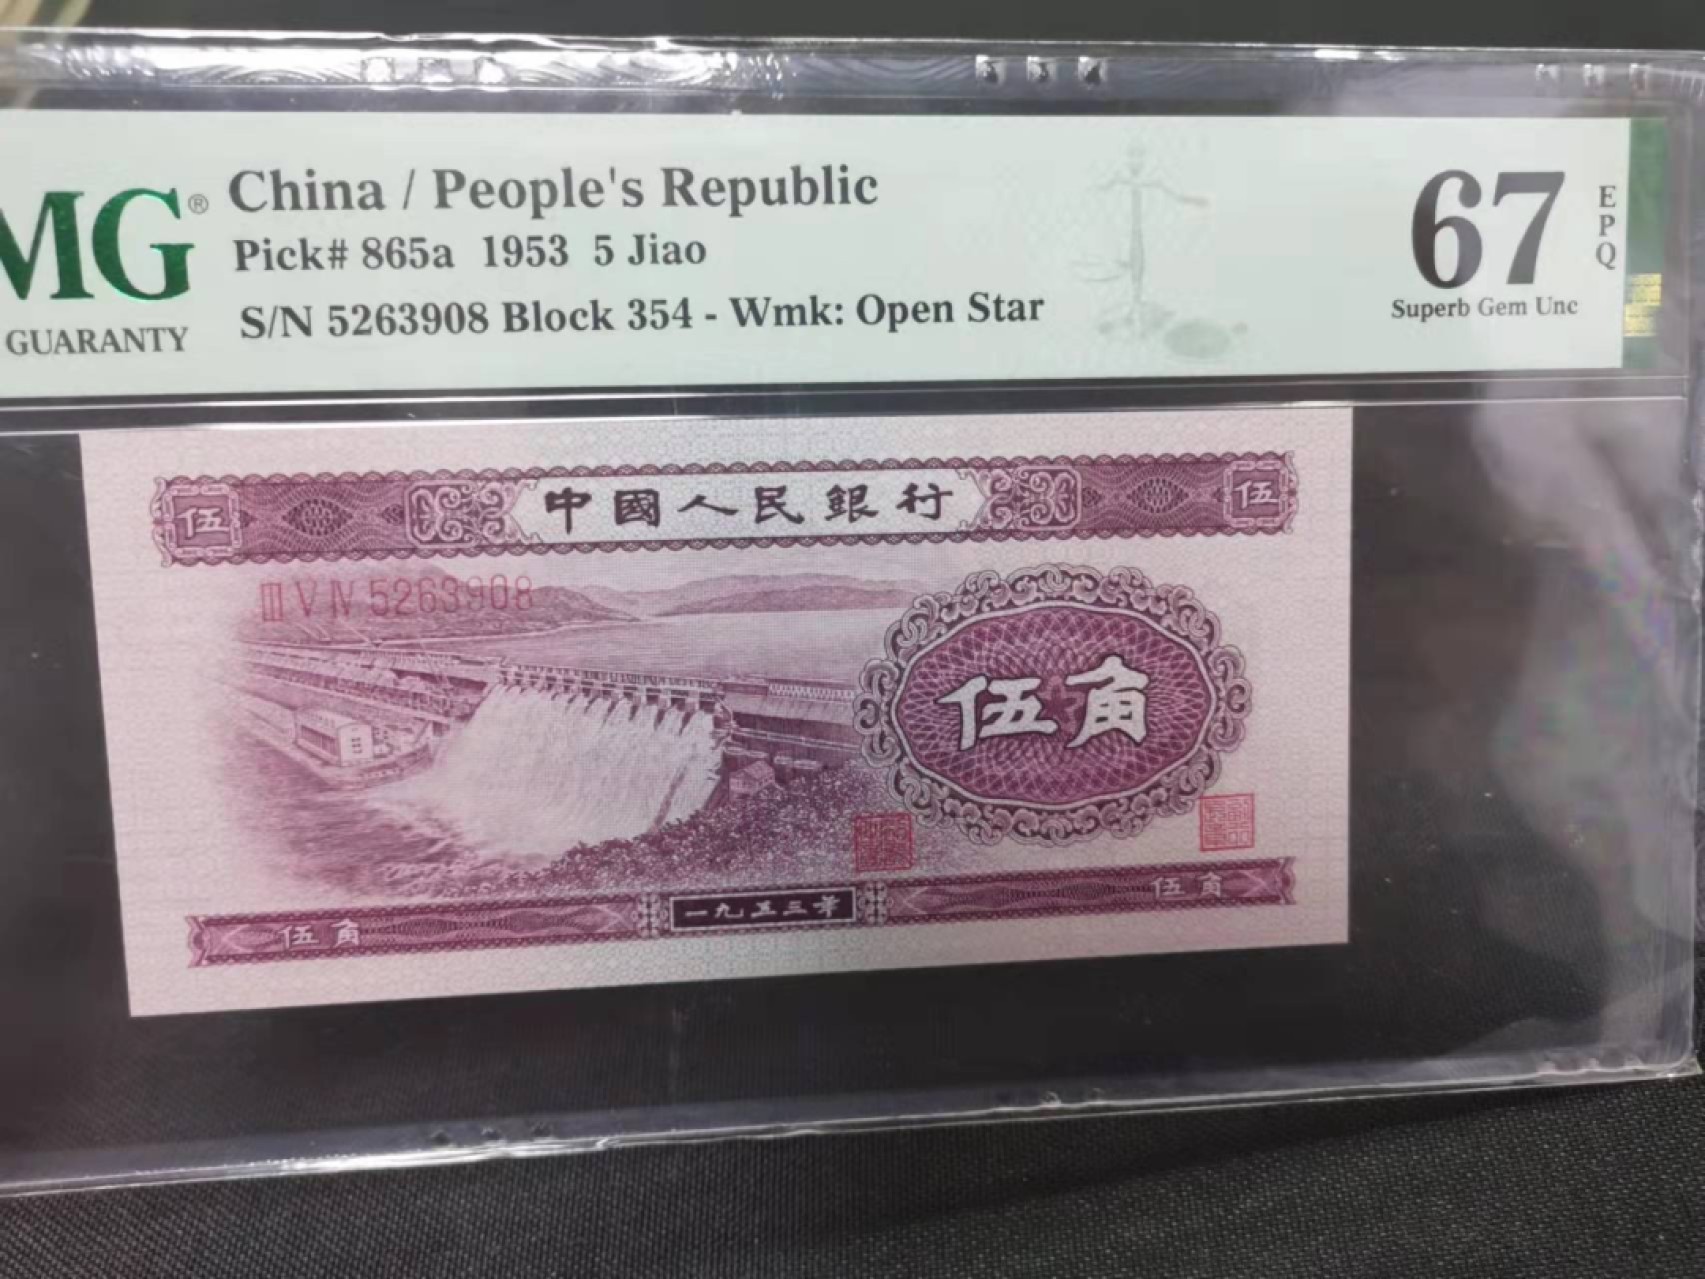 MG®
GUARANTY
China / People's Republic
Pick# 865a 1953 5 Jiao
S/N 5263908 Block 354 - Wmk: Open Star
67
EPQ
Superb Gem Unc
伍 中國人民銀行 伍
III V IV 5263908
伍角
伍角 一九五三年 伍角